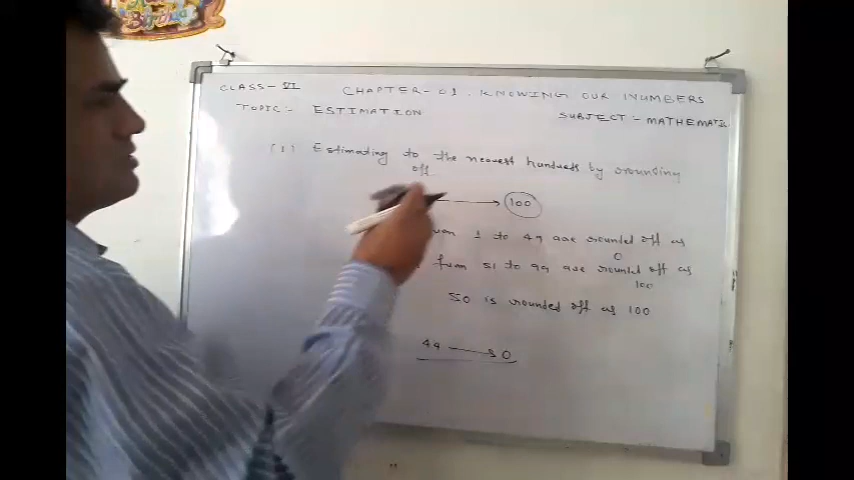 Birthday
CLASS - VI CHAPTER - 01 . KNOWING OUR NUMBERS
TOPIC :- ESTIMATION SUBJECT - MATHEMATICS
(1) Estimating to the nearest hundreds by rounding
off
→ 100
from 1 to 49 are rounded off as
0
from 51 to 99 are rounded off as
100
50 is rounded off as 100
49 → 0